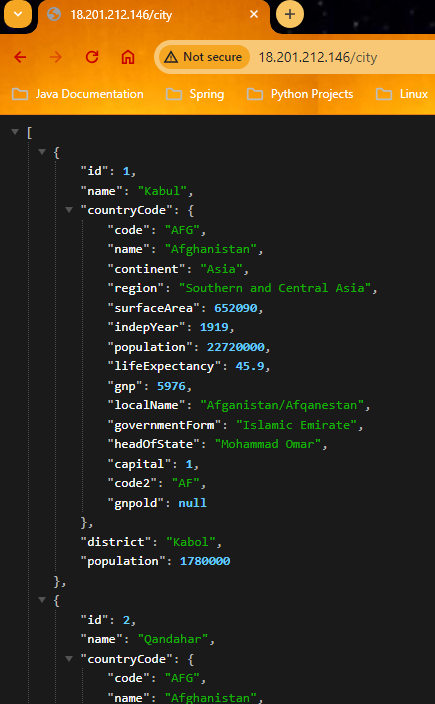 18.201.212.146/city
Not secure 18.201.212.146/city
Java Documentation Spring Python Projects Linux
[
{
"id": 1,
"name": "Kabul",
"countryCode": {
"code": "AFG",
"name": "Afghanistan",
"continent": "Asia",
"region": "Southern and Central Asia",
"surfaceArea": 652090,
"indepYear": 1919,
"population": 22720000,
"lifeExpectancy": 45.9,
"gnp": 5976,
"localName": "Afganistan/Afqanestan",
"governmentForm": "Islamic Emirate",
"headOfState": "Mohammad Omar",
"capital": 1,
"code2": "AF",
"gnpold": null
},
"district": "Kabol",
"population": 1780000
},
{
"id": 2,
"name": "Qandahar",
"countryCode": {
"code": "AFG",
"name": "Afghanistan",